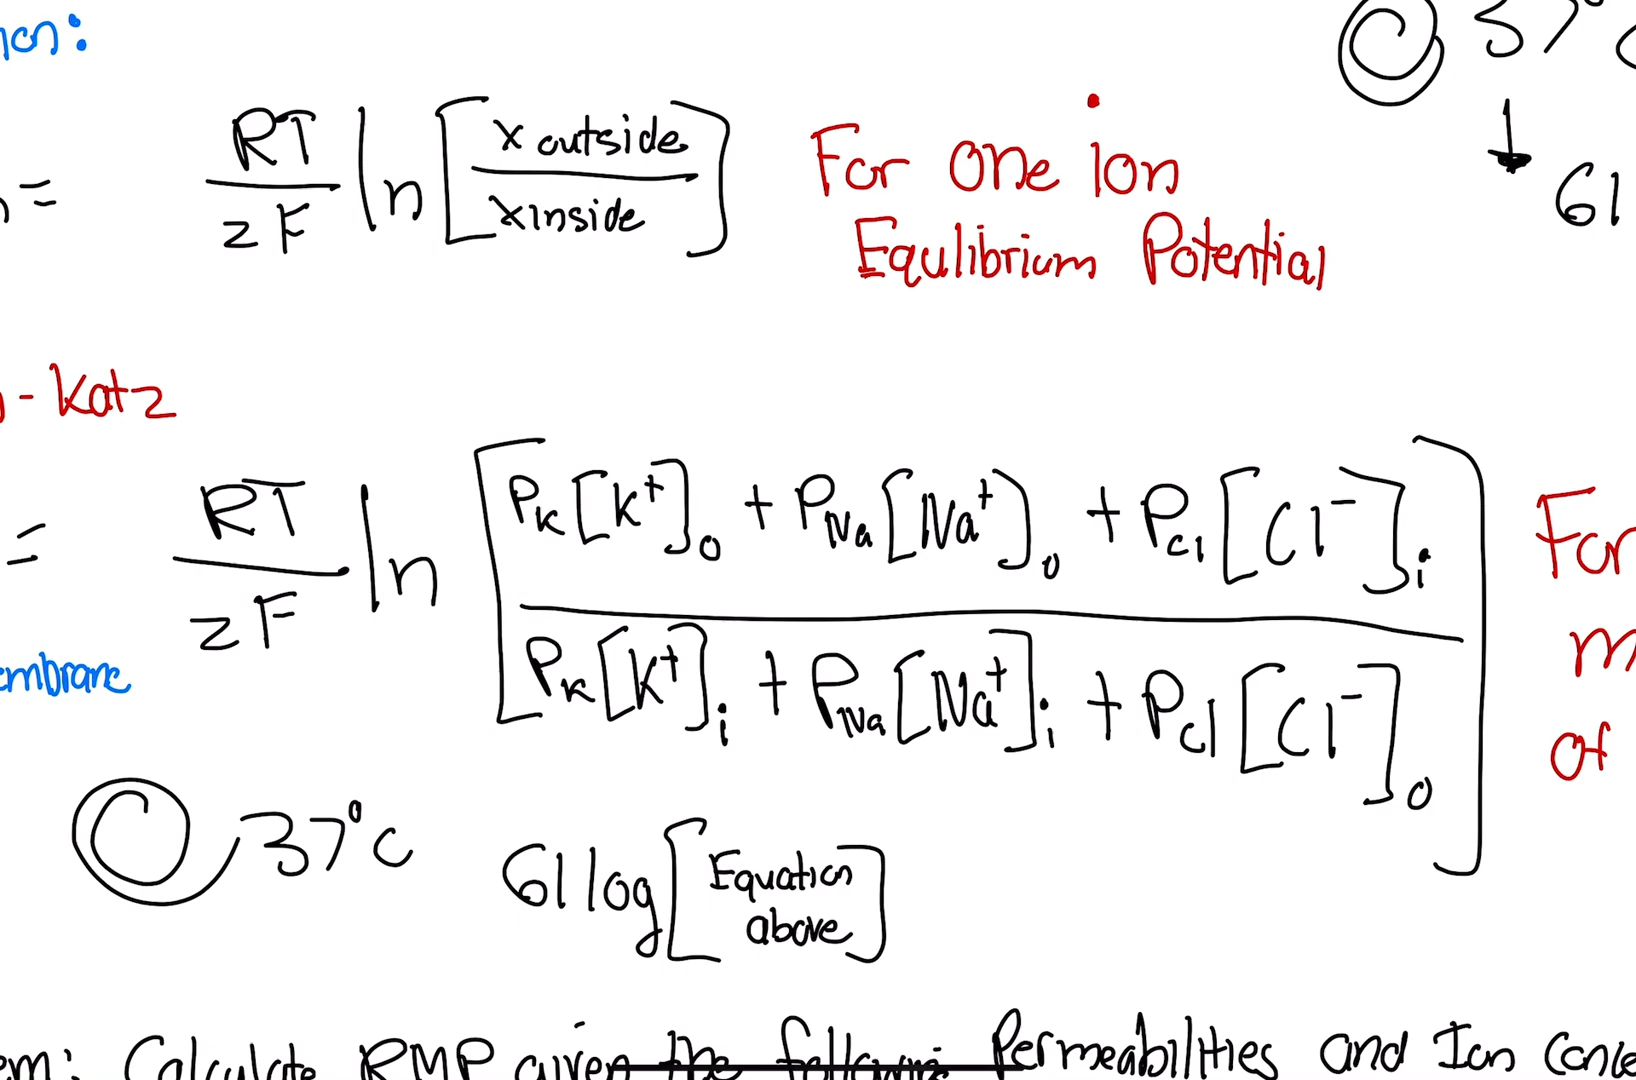 ion:
37°C
= RT / zF ln [ x outside / x inside ] For one ion
Equlibrium Potential
61
- Katz
= RT / zF ln [ PK[K+]o + PNa[Na+]o + PCl[Cl-]i / PK[K+]i + PNa[Na+]i + PCl[Cl-]o ] For
m
of
embrane
@ 37°C 61 log [ Equation above ]
em: Calculate RMP given the following Permeabilities and Ion Conce